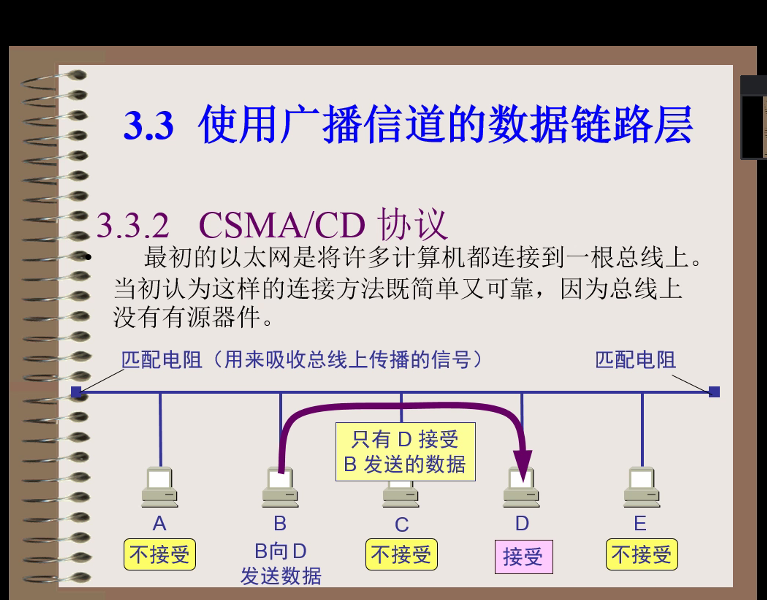 3.3 使用广播信道的数据链路层
3.3.2 CSMA/CD 协议
最初的以太网是将许多计算机都连接到一根总线上。
当初认为这样的连接方法既简单又可靠，因为总线上
没有有源器件。
匹配电阻（用来吸收总线上传播的信号） 匹配电阻
只有 D 接受
B 发送的数据
A B C D E
不接受 B向 D 不接受 接受 不接受
发送数据